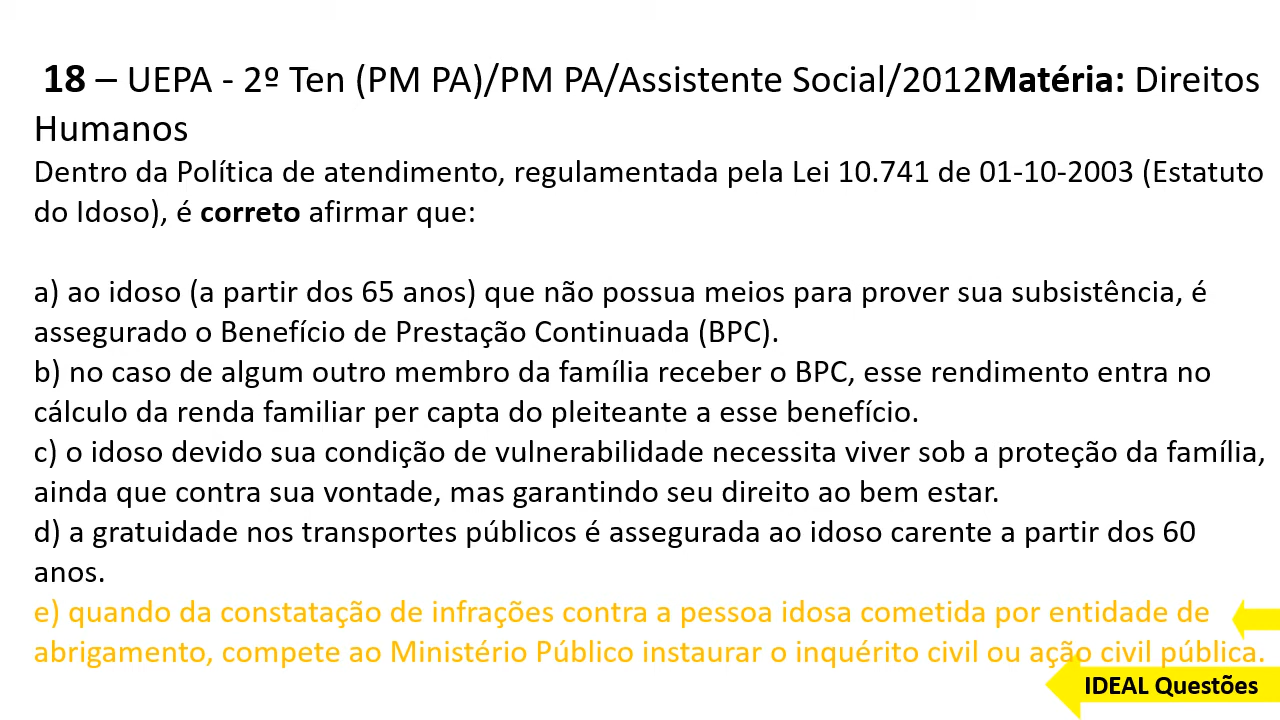 18 – UEPA - 2º Ten (PM PA)/PM PA/Assistente Social/2012Matéria: Direitos
Humanos
Dentro da Política de atendimento, regulamentada pela Lei 10.741 de 01-10-2003 (Estatuto
do Idoso), é correto afirmar que:
a) ao idoso (a partir dos 65 anos) que não possua meios para prover sua subsistência, é
assegurado o Benefício de Prestação Continuada (BPC).
b) no caso de algum outro membro da família receber o BPC, esse rendimento entra no
cálculo da renda familiar per capta do pleiteante a esse benefício.
c) o idoso devido sua condição de vulnerabilidade necessita viver sob a proteção da família,
ainda que contra sua vontade, mas garantindo seu direito ao bem estar.
d) a gratuidade nos transportes públicos é assegurada ao idoso carente a partir dos 60
anos.
e) quando da constatação de infrações contra a pessoa idosa cometida por entidade de
abrigamento, compete ao Ministério Público instaurar o inquérito civil ou ação civil pública.
IDEAL Questões